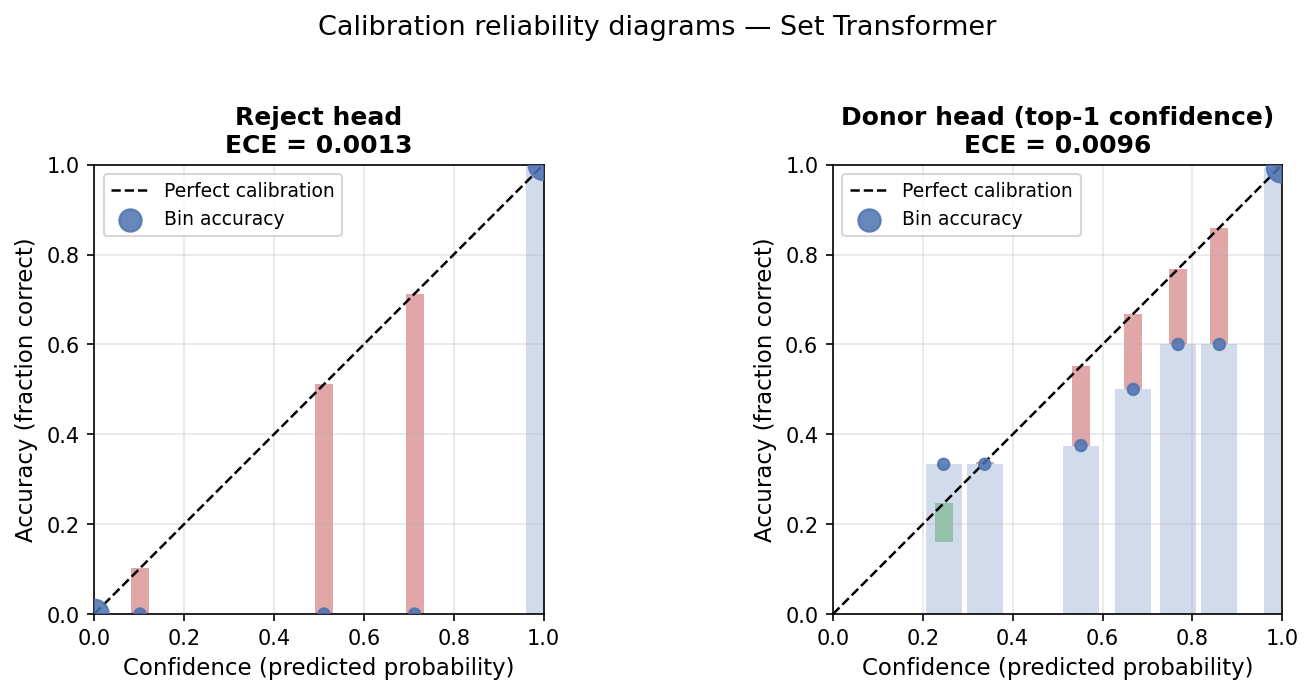 Calibration reliability diagrams — Set Transformer
Reject head
ECE = 0.0013
Perfect calibration
Bin accuracy
1.0
0.8
0.6
0.4
0.2
0.0
Accuracy (fraction correct)
0.0 0.2 0.4 0.6 0.8 1.0
Confidence (predicted probability)
Donor head (top-1 confidence)
ECE = 0.0096
Perfect calibration
Bin accuracy
1.0
0.8
0.6
0.4
0.2
0.0
Accuracy (fraction correct)
0.0 0.2 0.4 0.6 0.8 1.0
Confidence (predicted probability)